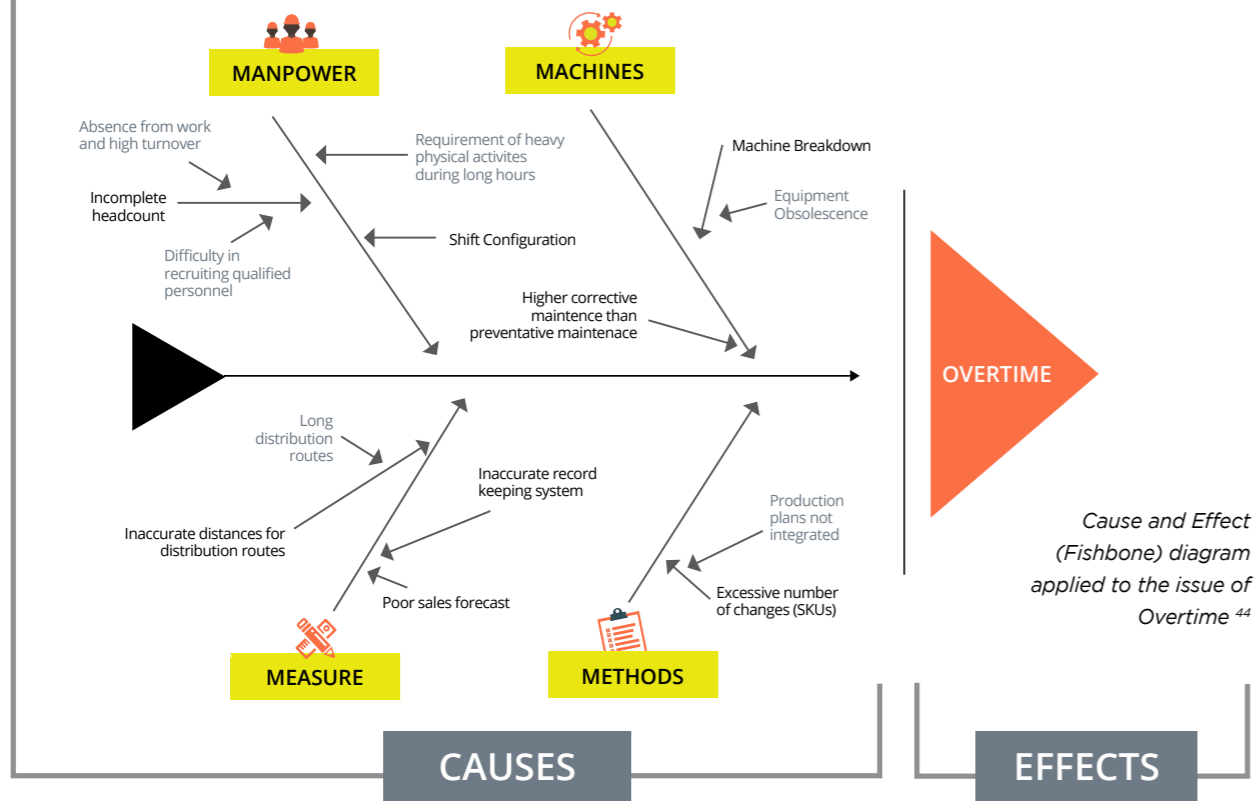 MANPOWER
MACHINES
Absence from work
and high turnover
Requirement of heavy
physical activites
during long hours
Machine Breakdown
Incomplete
headcount
Equipment
Obsolescence
Shift Configuration
Difficulty in
recruiting qualified
personnel
Higher corrective
maintence than
preventative maintenace
OVERTIME
Long
distribution
routes
Inaccurate record
keeping system
Inaccurate distances for
distribution routes
Production
plans not
integrated
Poor sales forecast
Excessive number
of changes (SKUs)
Cause and Effect
(Fishbone) diagram
applied to the issue of
Overtime 44
MEASURE
METHODS
CAUSES
EFFECTS